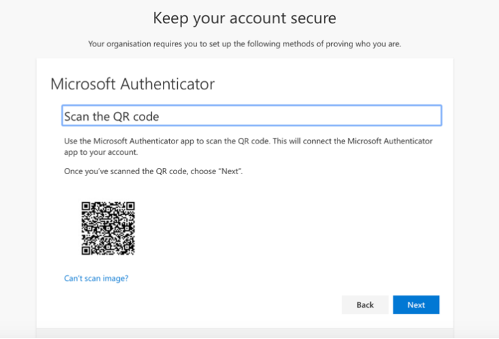 Keep your account secure
Your organisation requires you to set up the following methods of proving who you are.
Microsoft Authenticator
Scan the QR code
Use the Microsoft Authenticator app to scan the QR code. This will connect the Microsoft Authenticator
app to your account.
Once you've scanned the QR code, choose "Next".
Can't scan image?
Back
Next